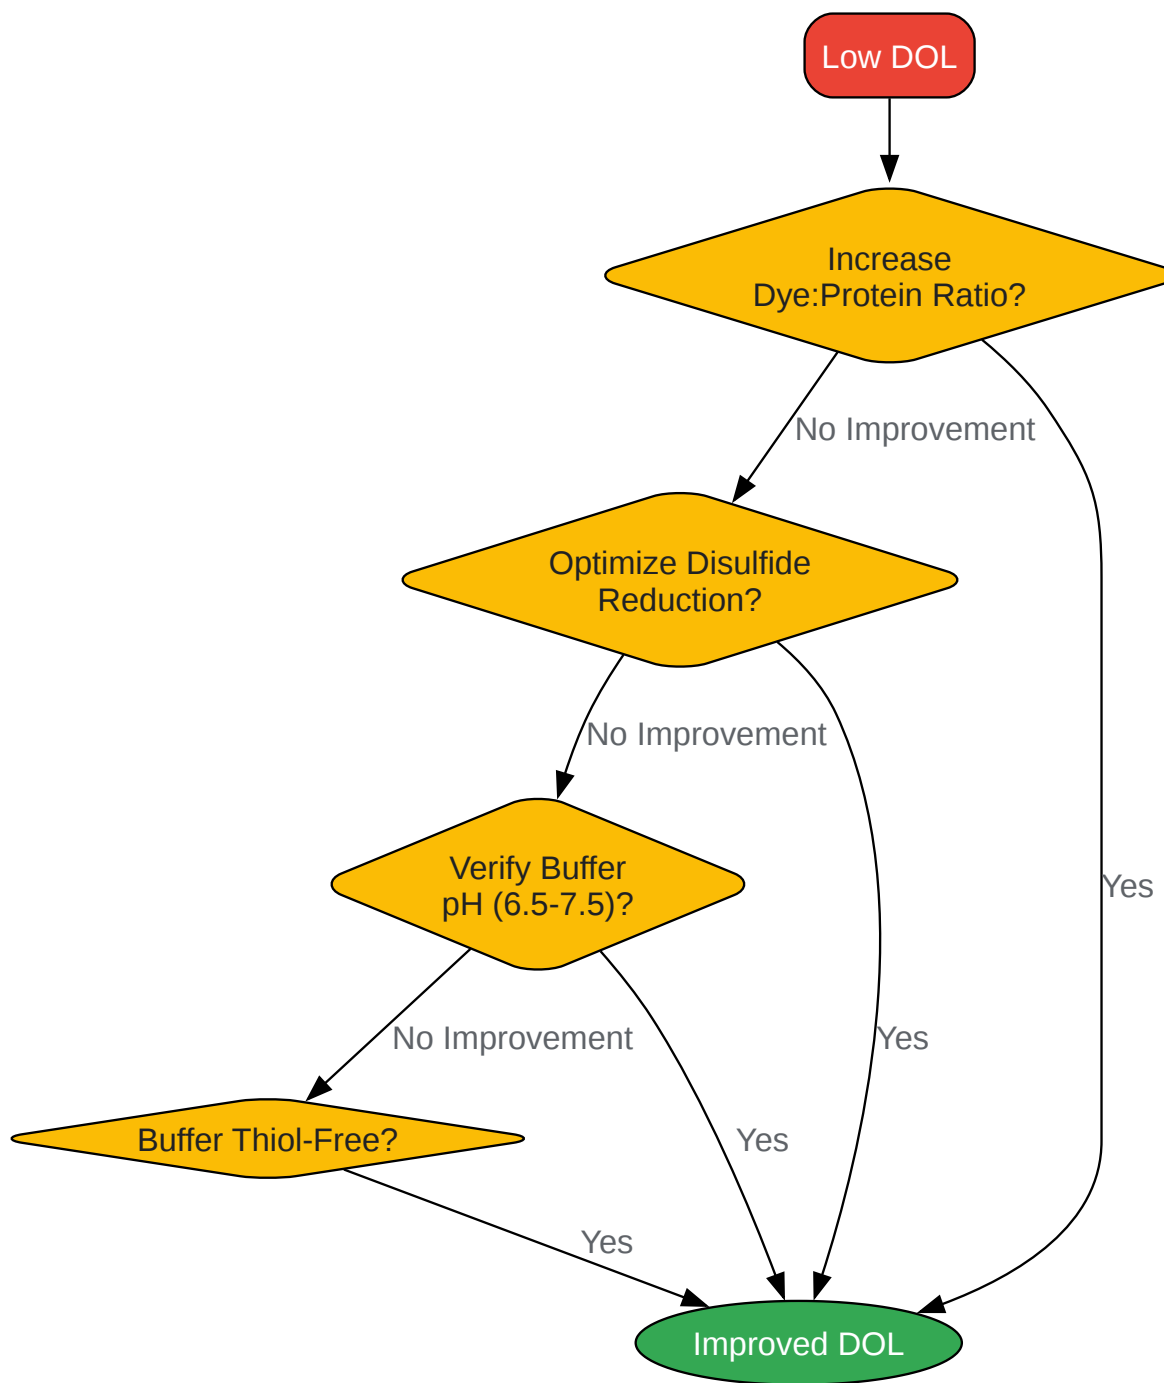 Low DOL
Increase
Dye:Protein Ratio?
No Improvement
Optimize Disulfide
Reduction?
No Improvement
Verify Buffer
pH (6.5-7.5)?
Yes
No Improvement
Yes
Buffer Thiol-Free?
Yes
Yes
Improved DOL